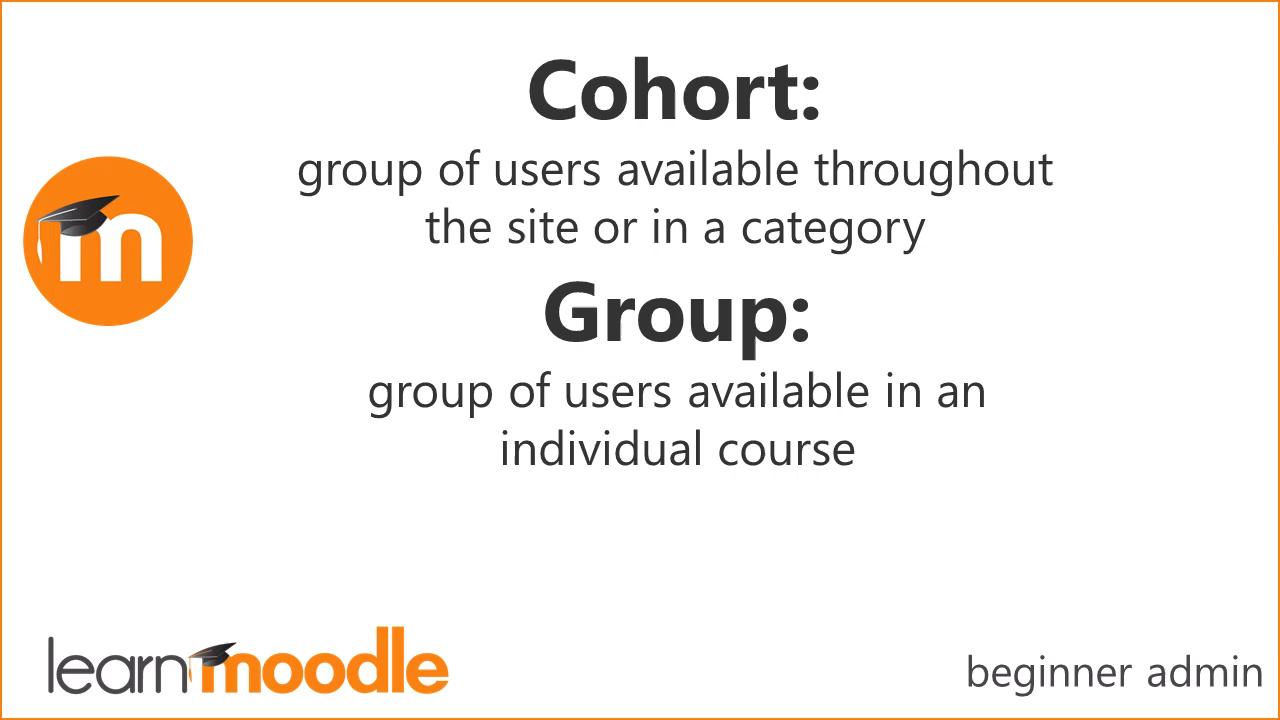 Cohort:
group of users available throughout
the site or in a category
m
Group:
group of users available in an
individual course
learnmoodle
beginner admin